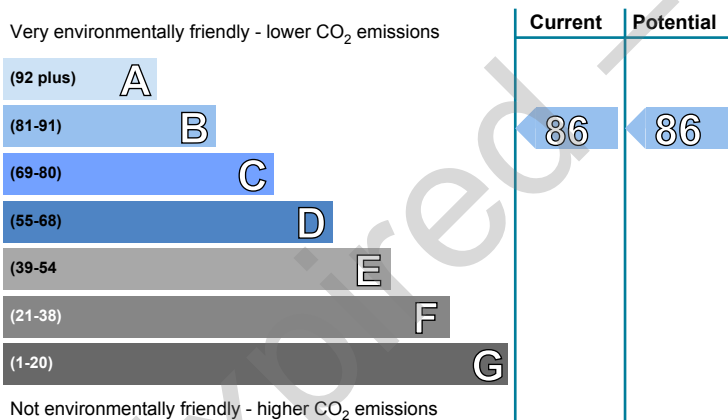 Very environmentally friendly - lower CO2 emissions
Current Potential
(92 plus) A
(81-91) B 86 86
(69-80) C
(55-68) D
(39-54 E
(21-38) F
(1-20) G
Not environmentally friendly - higher CO2 emissions
expired –